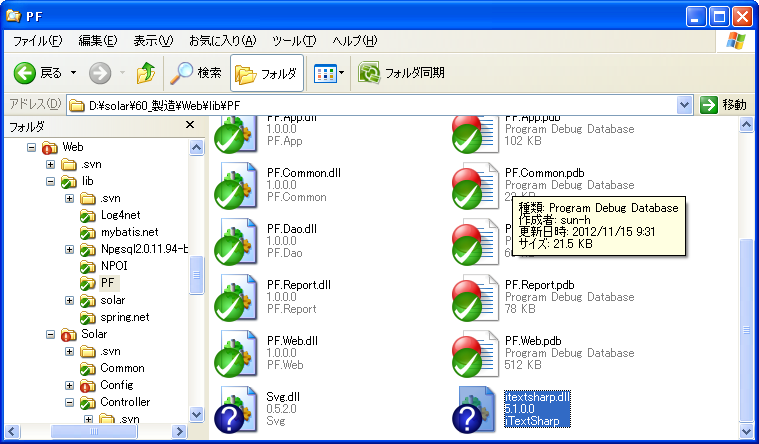 PF
ファイル(F) 編集(E) 表示(V) お気に入り(A) ツール(T) ヘルプ(H)
戻る 検索 フォルダ フォルダ同期
アドレス(D) D:¥solar¥60_製造¥Web¥lib¥PF 移動
フォルダ
Web
.svn
lib
.svn
Log4net
mybatis.net
Npgsql2.0.11.94-b
NPOI
PF
solar
spring.net
Solar
.svn
Common
Config
Controller
.svn
PF.App.dll
1.0.0.0
PF.App
PF.App.pdb
Program Debug Database
102 KB
PF.Common.dll
1.0.0.0
PF.Common
PF.Common.pdb
Program Debug Database
種類: Program Debug Database
作成者: sun-h
更新日時: 2012/11/15 9:31
サイズ: 21.5 KB
PF.Dao.dll
1.0.0.0
PF.Dao
PF.Report.dll
1.0.0.0
PF.Report
PF.Report.pdb
Program Debug Database
78 KB
PF.Web.dll
1.0.0.0
PF.Web
PF.Web.pdb
Program Debug Database
512 KB
Svg.dll
0.5.2.0
Svg
itextsharp.dll
5.1.0.0
iTextSharp